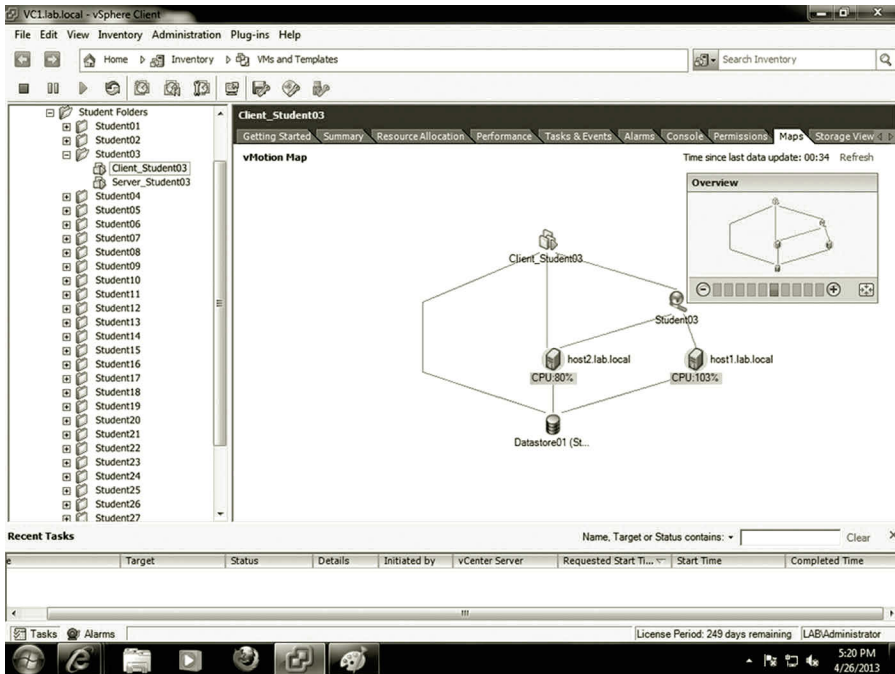 VC1.lab.local - vSphere Client
File Edit View Inventory Administration Plug-ins Help
Home Inventory VMs and Templates
Search Inventory
Student Folders
Student01
Student02
Student03
Client_Student03
Server_Student03
Student04
Student05
Student06
Student07
Student08
Student09
Student10
Student11
Student12
Student13
Student14
Student15
Student16
Student17
Student18
Student19
Student20
Student21
Student22
Student23
Student24
Student25
Student26
Student27
Client_Student03
Getting Started Summary Resource Allocation Performance Tasks & Events Alarms Console Permissions Maps Storage View
vMotion Map
Time since last data update: 00:34 Refresh
Overview
Client_Student03
Student03
host2.lab.local
CPU:80%
host1.lab.local
CPU:103%
Datastore01 (St...
Recent Tasks
Name, Target or Status contains:
Clear
e Target Status Details Initiated by vCenter Server Requested Start Ti... Start Time Completed Time
Tasks Alarms
License Period: 249 days remaining LAB\Administrator
5:20 PM
4/26/2013